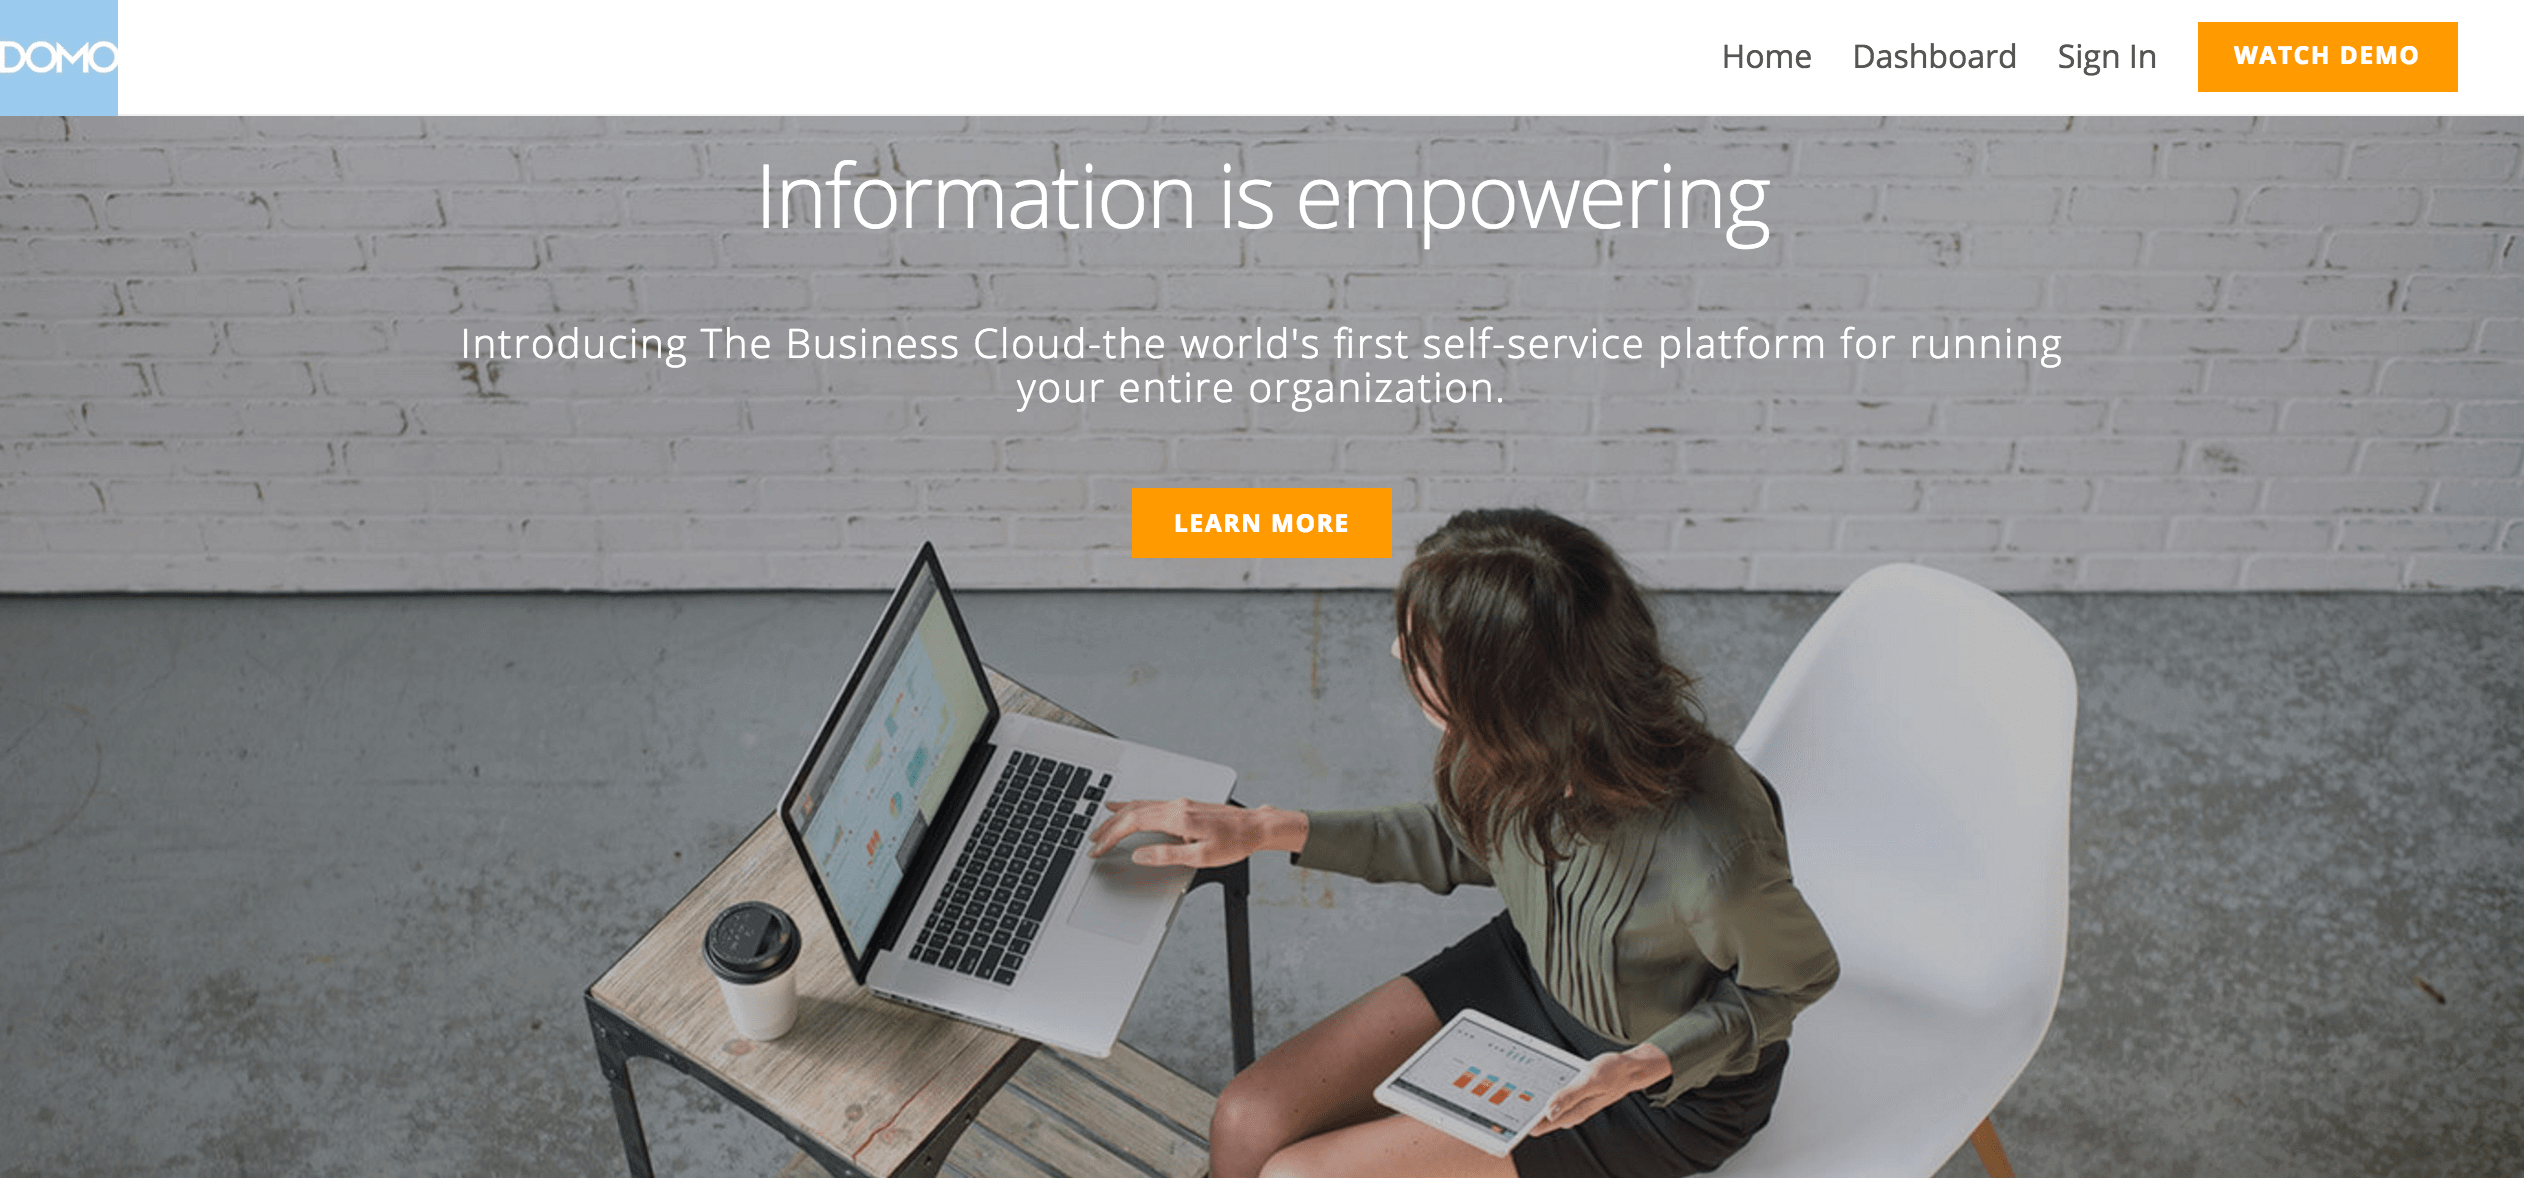 DOMO
Home Dashboard Sign In WATCH DEMO
Information is empowering
Introducing The Business Cloud-the world's first self-service platform for running
your entire organization.
LEARN MORE